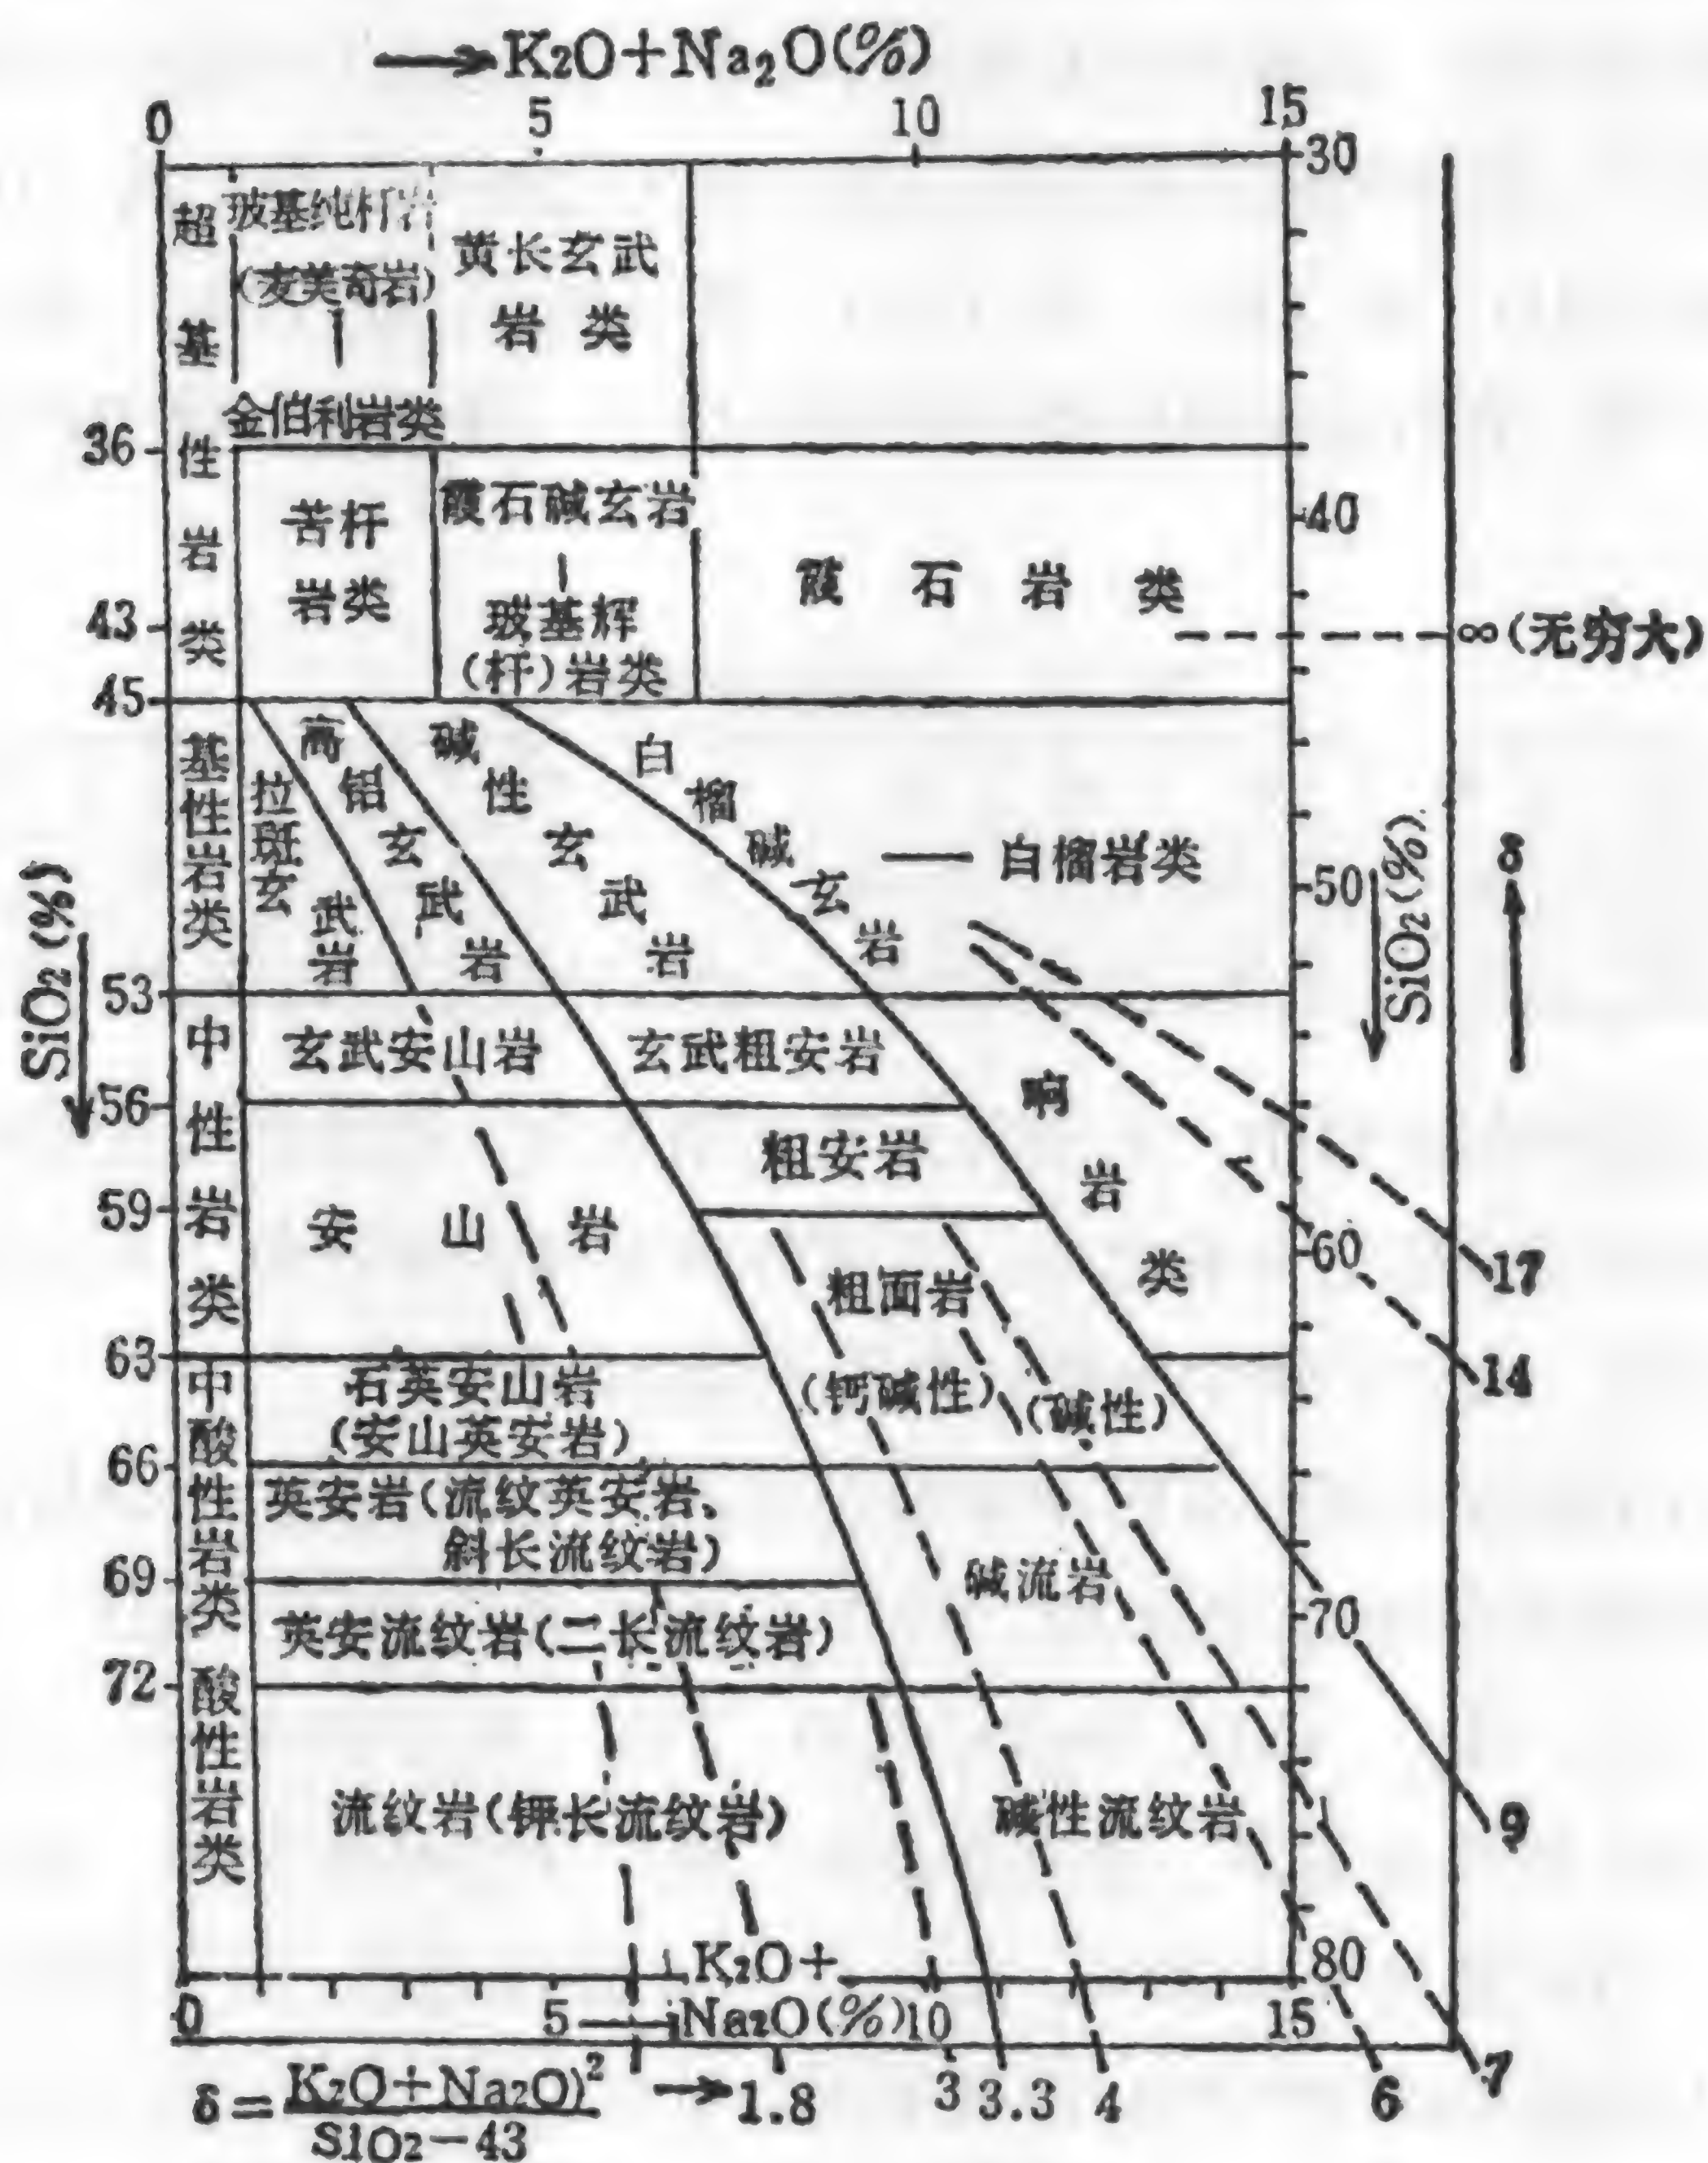 →K2O+Na2O(%)
0 5 10 15
30
超基性岩类
玻基纯杆岩
(麦美奇岩)
|
金伯利岩类
黄长玄武
岩类
36
苦杆
岩类
霞石碱玄岩
|
玻基辉
(杆)岩类
霞石岩类
40
43
∞(无穷大)
45
基性岩类
拉斑玄武岩
高铝玄武岩
碱性玄武岩
白榴碱玄岩——白榴岩类
50
SiO2(%)
SiO2(%)
δ
53
中性岩类
玄武安山岩
玄武粗安岩
响岩类
56
粗安岩
59
安山岩
60
17
粗面岩
(钙碱性)
(碱性)
14
63
中酸性岩类
石英安山岩
(安山英安岩)
66
英安岩(流纹英安岩、
斜长流纹岩)
碱流岩
69
英安流纹岩(二长流纹岩)
70
72
酸性岩类
流纹岩(钾长流纹岩)
碱性流纹岩
9
K2O+
80
0 5 Na2O(%) 10 15
δ=K2O+Na2O)²
SiO2-43
→1.8 3 3.3 4 6 7